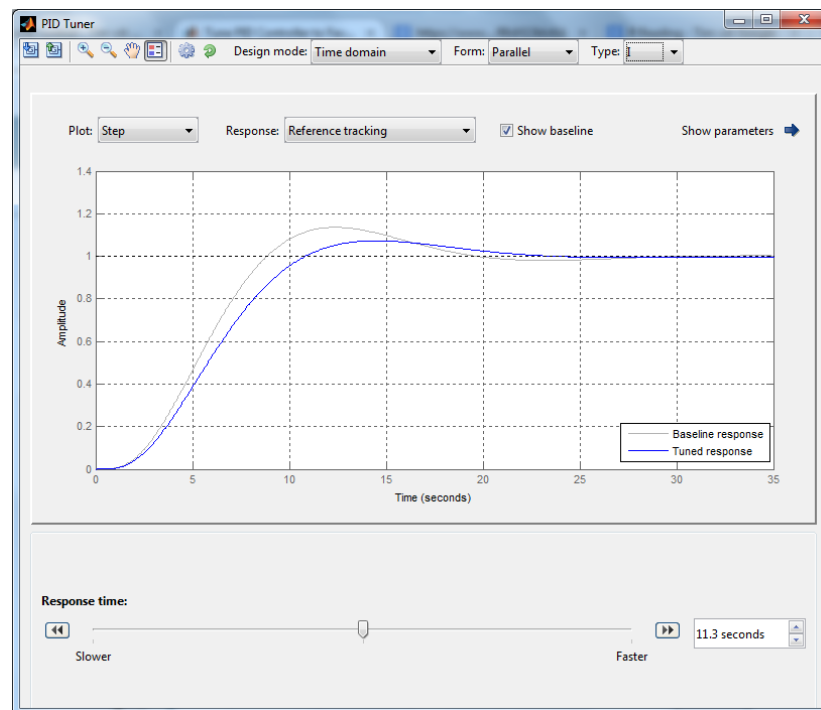 PID Tuner
Design mode: Time domain Form: Parallel Type: I
Plot: Step Response: Reference tracking Show baseline Show parameters
1.4
1.2
1
0.8
0.6
0.4
0.2
0
Amplitude
Baseline response
Tuned response
0 5 10 15 20 25 30 35
Time (seconds)
Response time:
11.3 seconds
Slower Faster